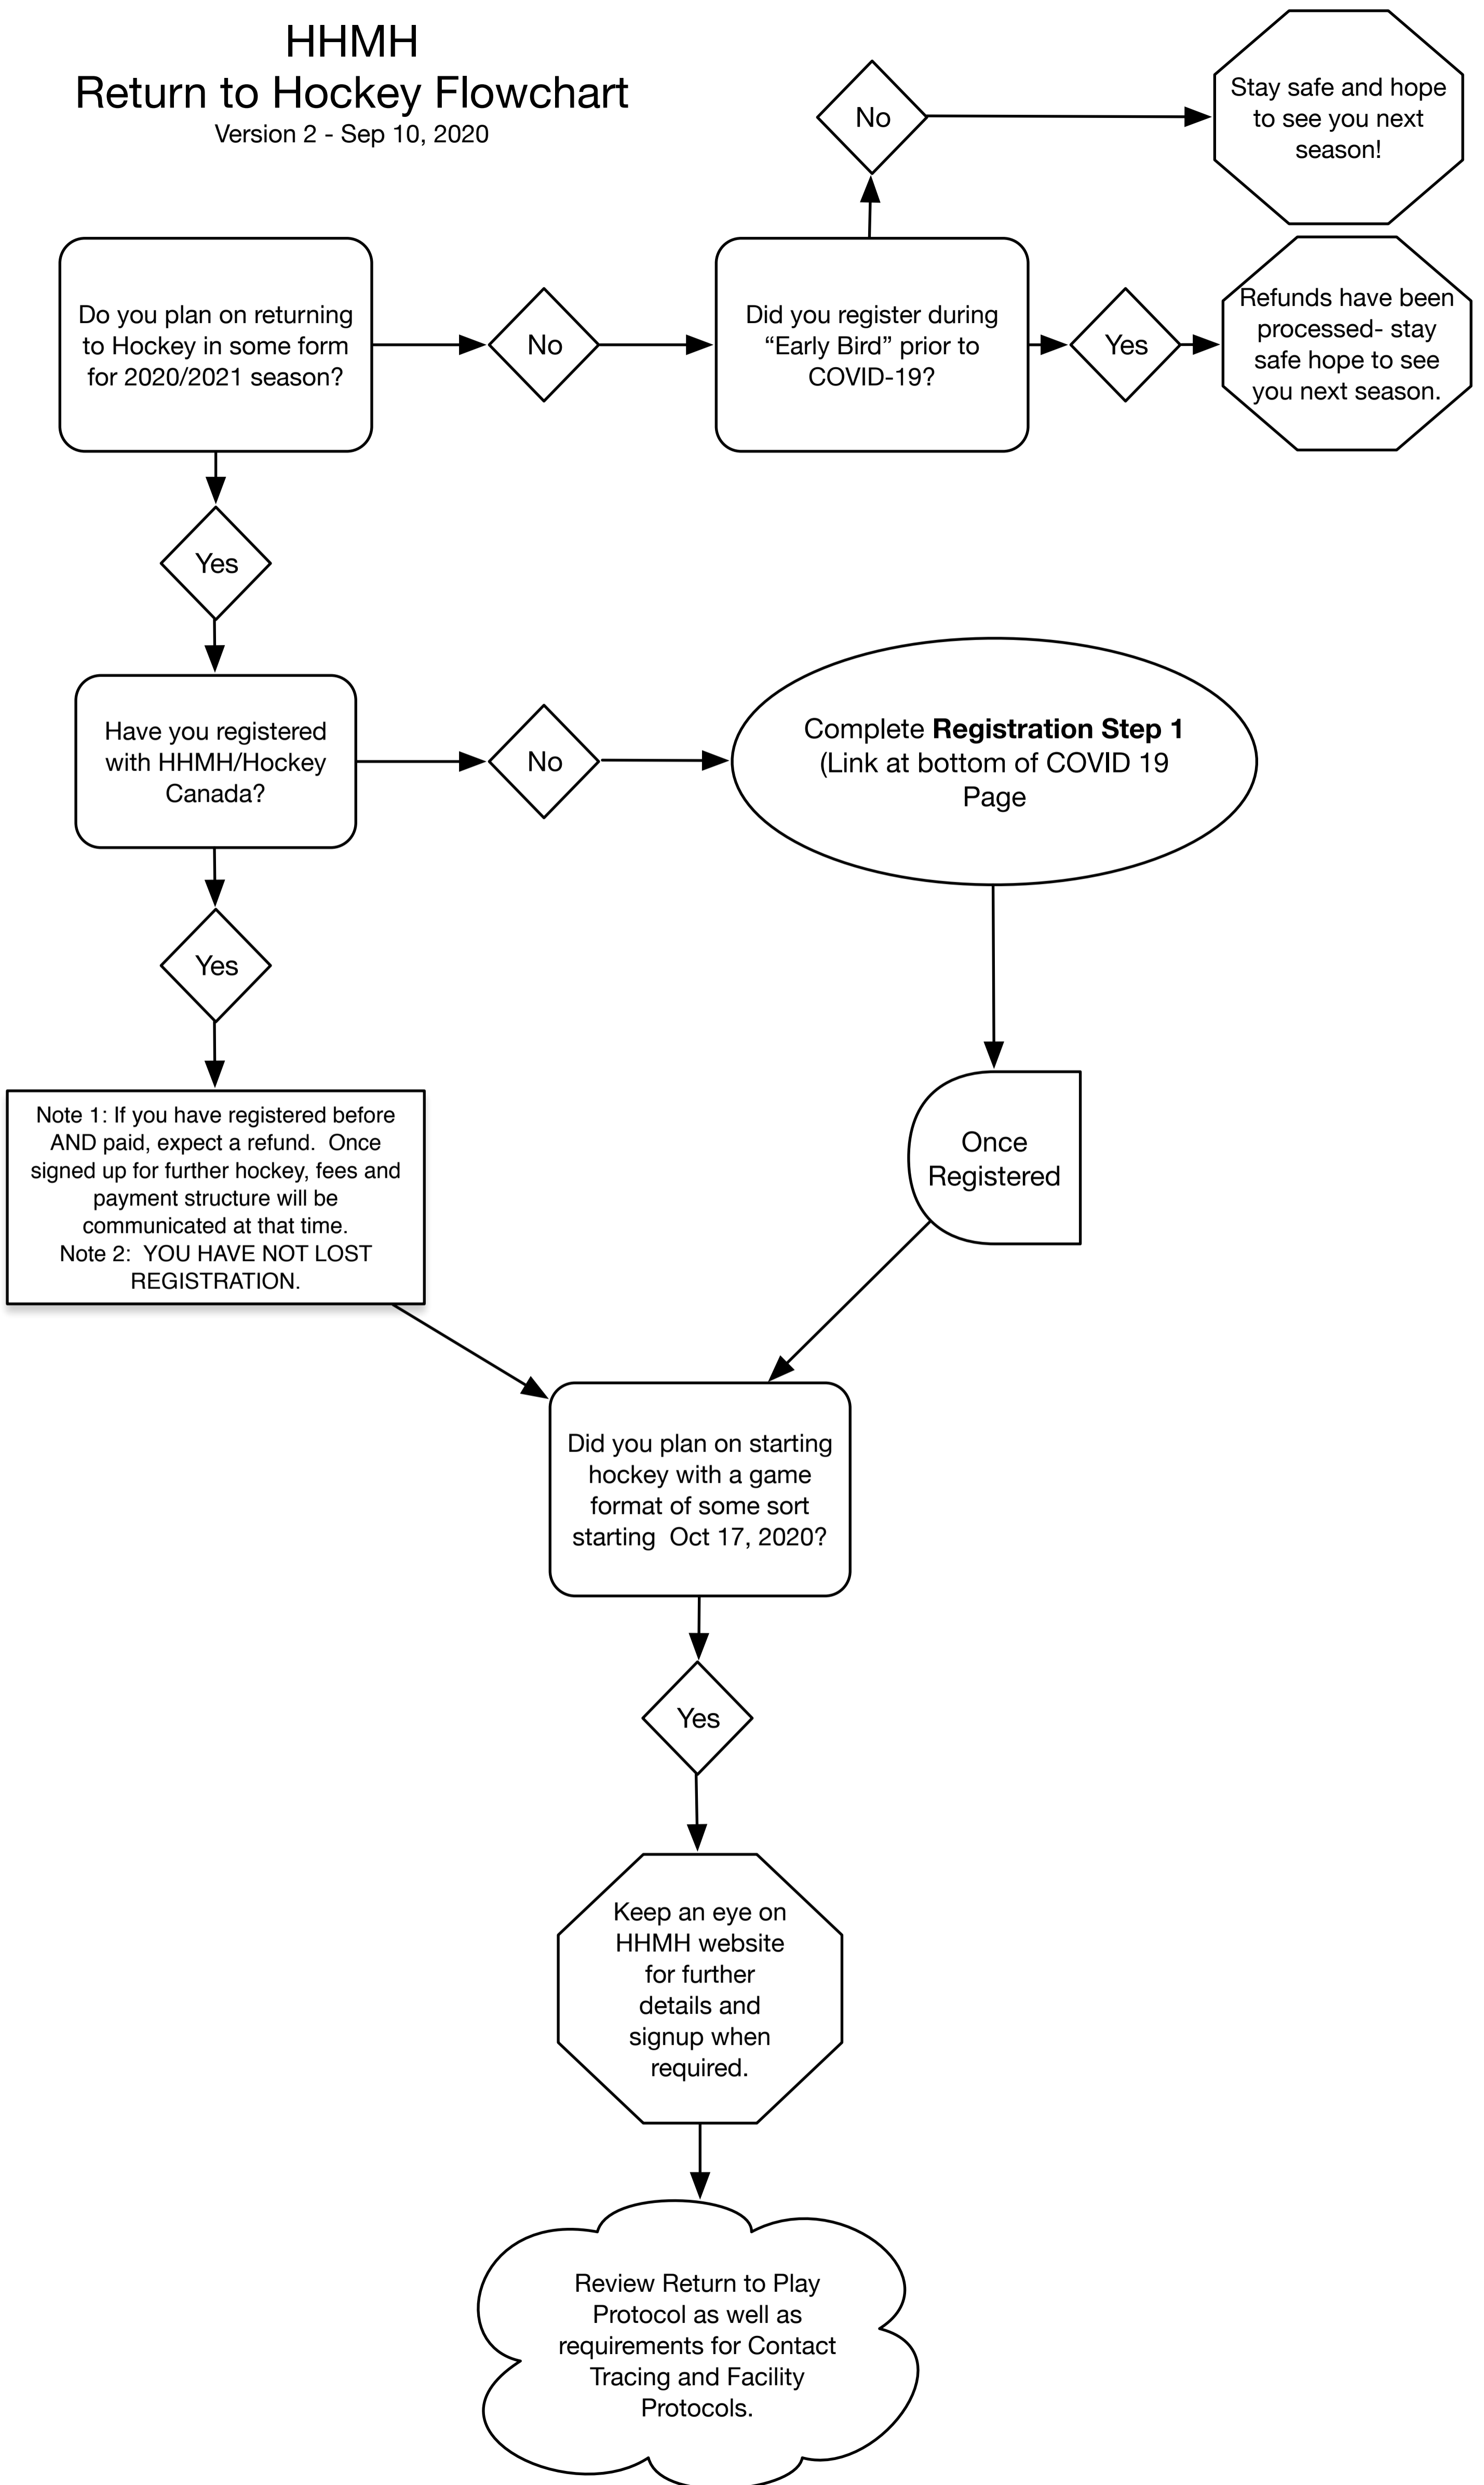 HHMH
Return to Hockey Flowchart
Version 2 - Sep 10, 2020
No
Stay safe and hope
to see you next
season!
Do you plan on returning
to Hockey in some form
for 2020/2021 season?
No
Did you register during
“Early Bird” prior to
COVID-19?
Yes
Refunds have been
processed- stay
safe hope to see
you next season.
Yes
Have you registered
with HHMH/Hockey
Canada?
No
Complete Registration Step 1
(Link at bottom of COVID 19
Page
Yes
Note 1: If you have registered before
AND paid, expect a refund.  Once
signed up for further hockey, fees and
payment structure will be
communicated at that time.
Note 2:  YOU HAVE NOT LOST
REGISTRATION.
Once
Registered
Did you plan on starting
hockey with a game
format of some sort
starting  Oct 17, 2020?
Yes
Keep an eye on
HHMH website
for further
details and
signup when
required.
Review Return to Play
Protocol as well as
requirements for Contact
Tracing and Facility
Protocols.